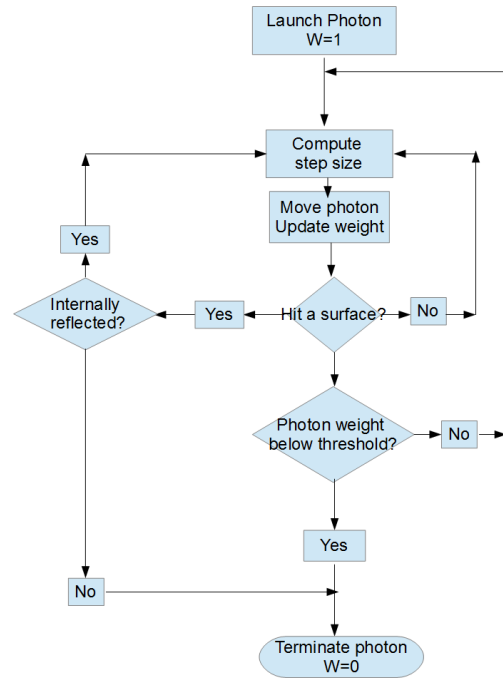 Launch Photon
W=1
Compute
step size
Move photon
Update weight
Yes
Internally
reflected?
Yes
Hit a surface?
No
Photon weight
below threshold?
No
Yes
No
Terminate photon
W=0